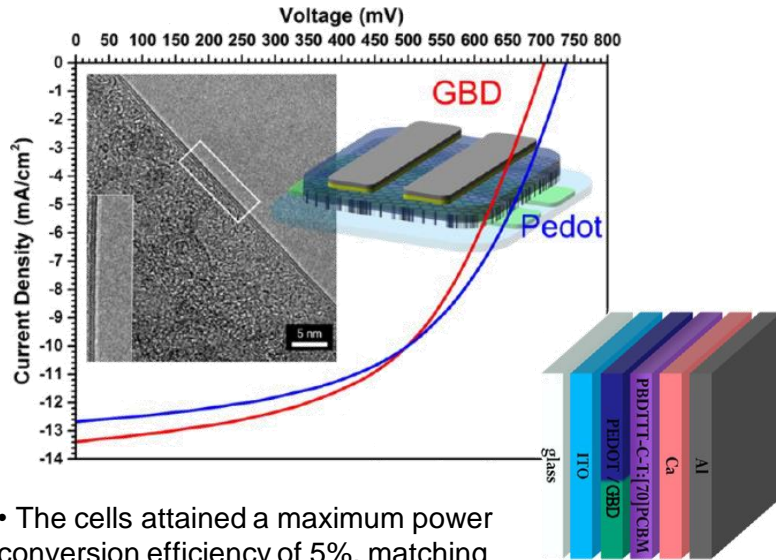 Voltage (mV)
0 50 100 150 200 250 300 350 400 450 500 550 600 650 700 750 800
Current Density (mA/cm²)
0
-1
-2
-3
-4
-5
-6
-7
-8
-9
-10
-11
-12
-13
-14
GBD
Pedot
5 nm
glass
ITO
PEDOT / GBD
PBDTTT-C-T:[70]PCBM
Ca
Al
• The cells attained a maximum power
conversion efficiency of 5%, matching